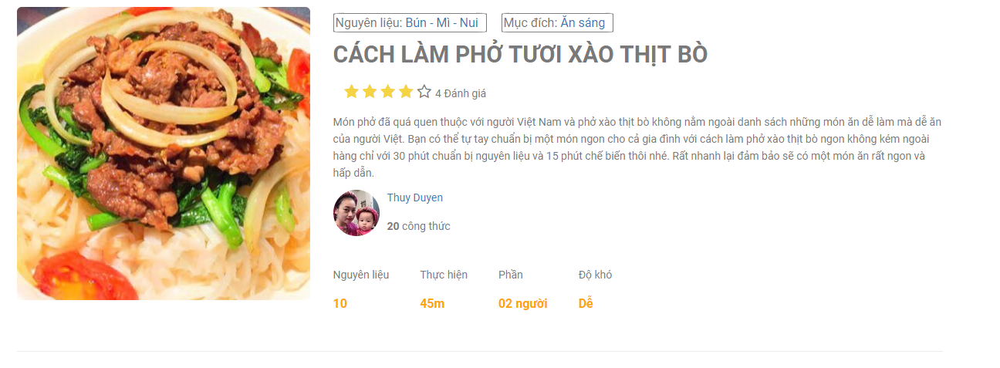 Nguyên liệu: Bún - Mì - Nui Mục đích: Ăn sáng
CÁCH LÀM PHỞ TƯƠI XÀO THỊT BÒ
4 Đánh giá
Món phở đã quá quen thuộc với người Việt Nam và phở xào thịt bò không nằm ngoài danh sách những món ăn dễ làm mà dễ ăn
của người Việt. Bạn có thể tự tay chuẩn bị một món ngon cho cả gia đình với cách làm phở xào thịt bò ngon không kém ngoài
hàng chỉ với 30 phút chuẩn bị nguyên liệu và 15 phút chế biến thôi nhé. Rất nhanh lại đảm bảo sẽ có một món ăn rất ngon và
hấp dẫn.
Thuy Duyen
20 công thức
Nguyên liệu Thực hiện Phần Độ khó
10 45m 02 người Dễ